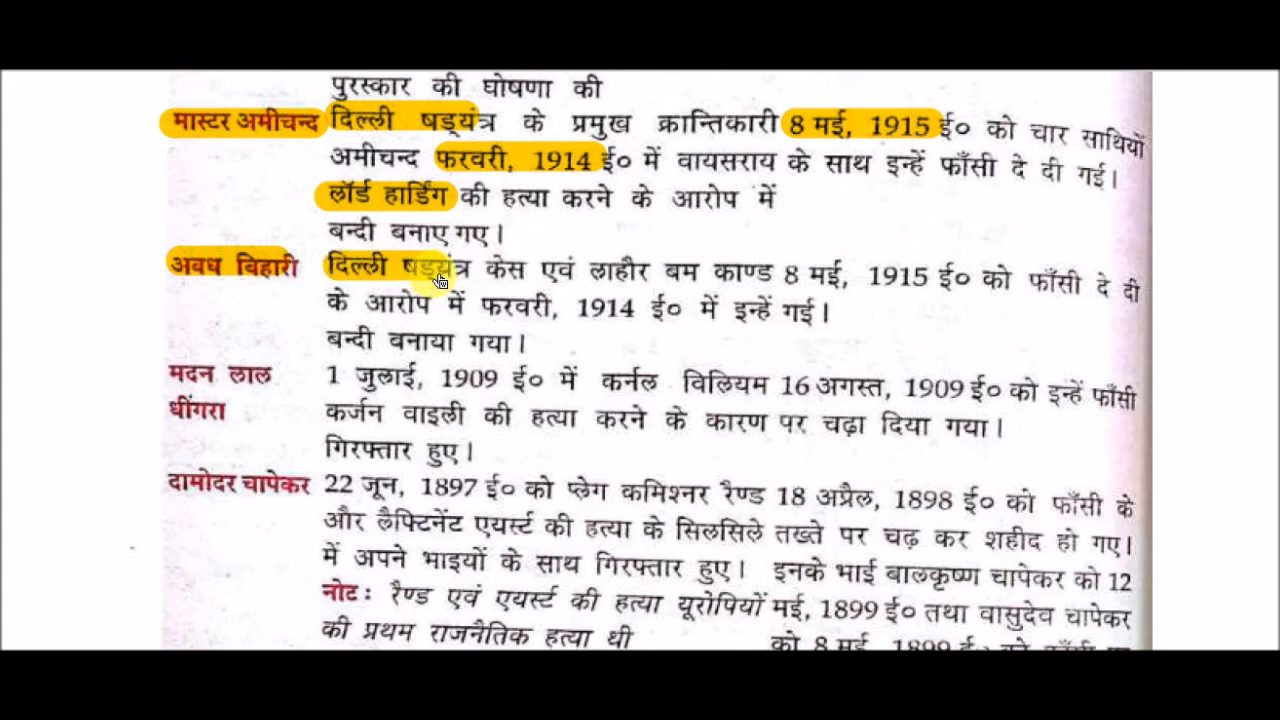 पुरस्कार की घोषणा की
मास्टर अमीचन्द दिल्ली षड्यंत्र के प्रमुख क्रान्तिकारी 8 मई, 1915 ई० को चार साथियों
अमीचन्द फरवरी, 1914 ई० में वायसराय के साथ इन्हें फाँसी दे दी गई।
लॉर्ड हार्डिंग की हत्या करने के आरोप में
बन्दी बनाए गए।
अवध बिहारी दिल्ली षड्यंत्र केस एवं लाहौर बम काण्ड 8 मई, 1915 ई० को फाँसी दे दी
के आरोप में फरवरी, 1914 ई० में इन्हें गई।
बन्दी बनाया गया।
मदन लाल 1 जुलाई, 1909 ई० में कर्नल विलियम 16 अगस्त, 1909 ई० को इन्हें फाँसी
धींगरा कर्जन वाइली की हत्या करने के कारण पर चढ़ा दिया गया।
गिरफ्तार हुए।
दामोदर चापेकर 22 जून, 1897 ई० को प्लेग कमिश्नर रैण्ड 18 अप्रैल, 1898 ई० को फाँसी के
और लैफ्टिनेंट एयर्स्ट की हत्या के सिलसिले तख्ते पर चढ़ कर शहीद हो गए।
में अपने भाइयों के साथ गिरफ्तार हुए। इनके भाई बालकृष्ण चापेकर को 12
नोट: रैण्ड एवं एयर्स्ट की हत्या यूरोपियों मई, 1899 ई० तथा वासुदेव चापेकर
की प्रथम राजनैतिक हत्या थी को 8 मई, 1899 ई० को